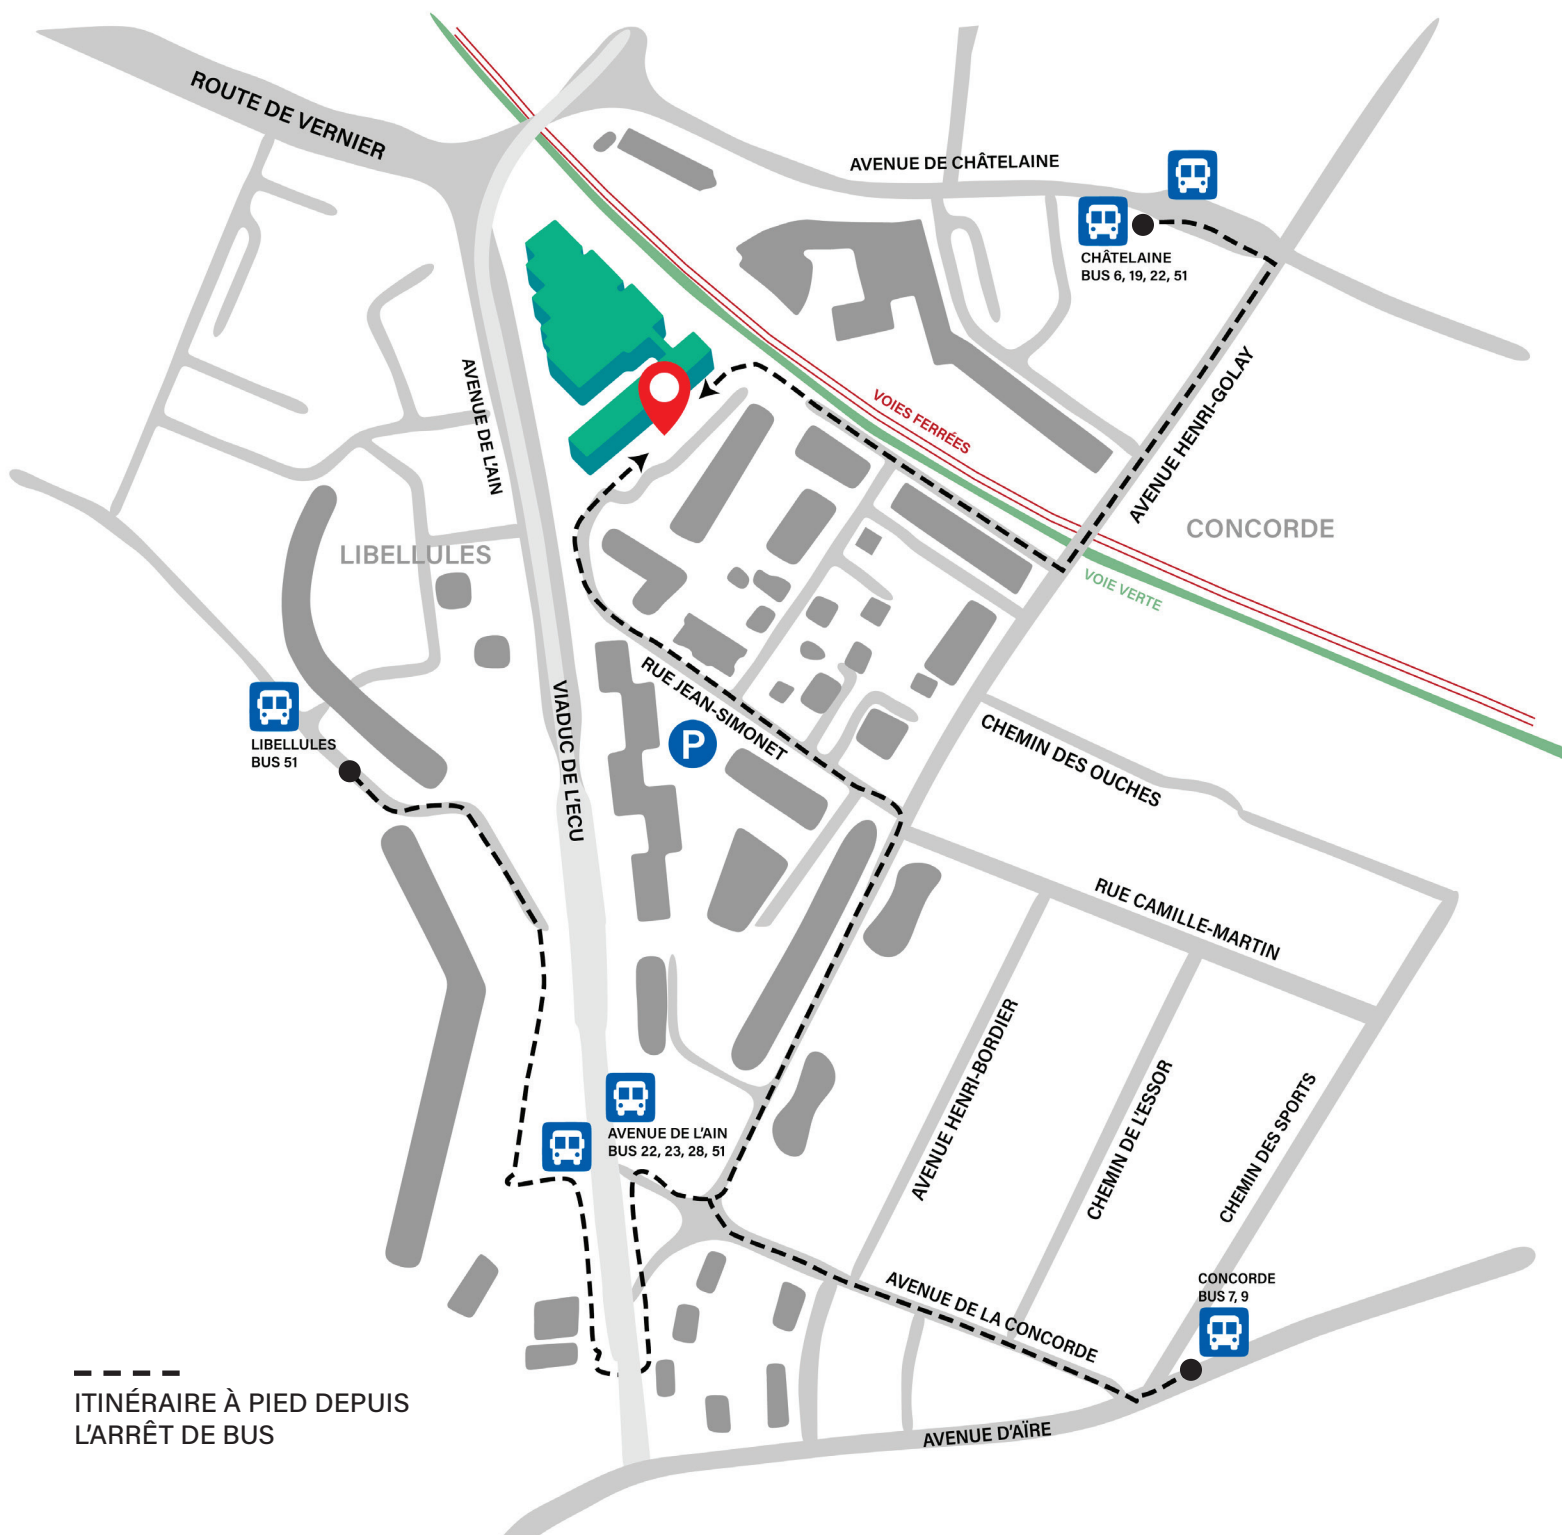 ROUTE DE VERNIER
AVENUE DE CHÂTELAINE
CHÂTELAINE
BUS 6, 19, 22, 51
AVENUE DE L'AIN
VOIES FERRÉES
AVENUE HENRI-GOLAY
CONCORDE
LIBELLULES
VOIE VERTE
RUE JEAN-SIMONET
VIADUC DE L'ECU
P
LIBELLULES
BUS 51
CHEMIN DES OUCHES
RUE CAMILLE-MARTIN
AVENUE HENRI-BORDIER
CHEMIN DE L'ESSOR
CHEMIN DES SPORTS
AVENUE DE L'AIN
BUS 22, 23, 28, 51
CONCORDE
BUS 7, 9
AVENUE DE LA CONCORDE
AVENUE D'AÏRE
ITINÉRAIRE À PIED DEPUIS
L'ARRÊT DE BUS